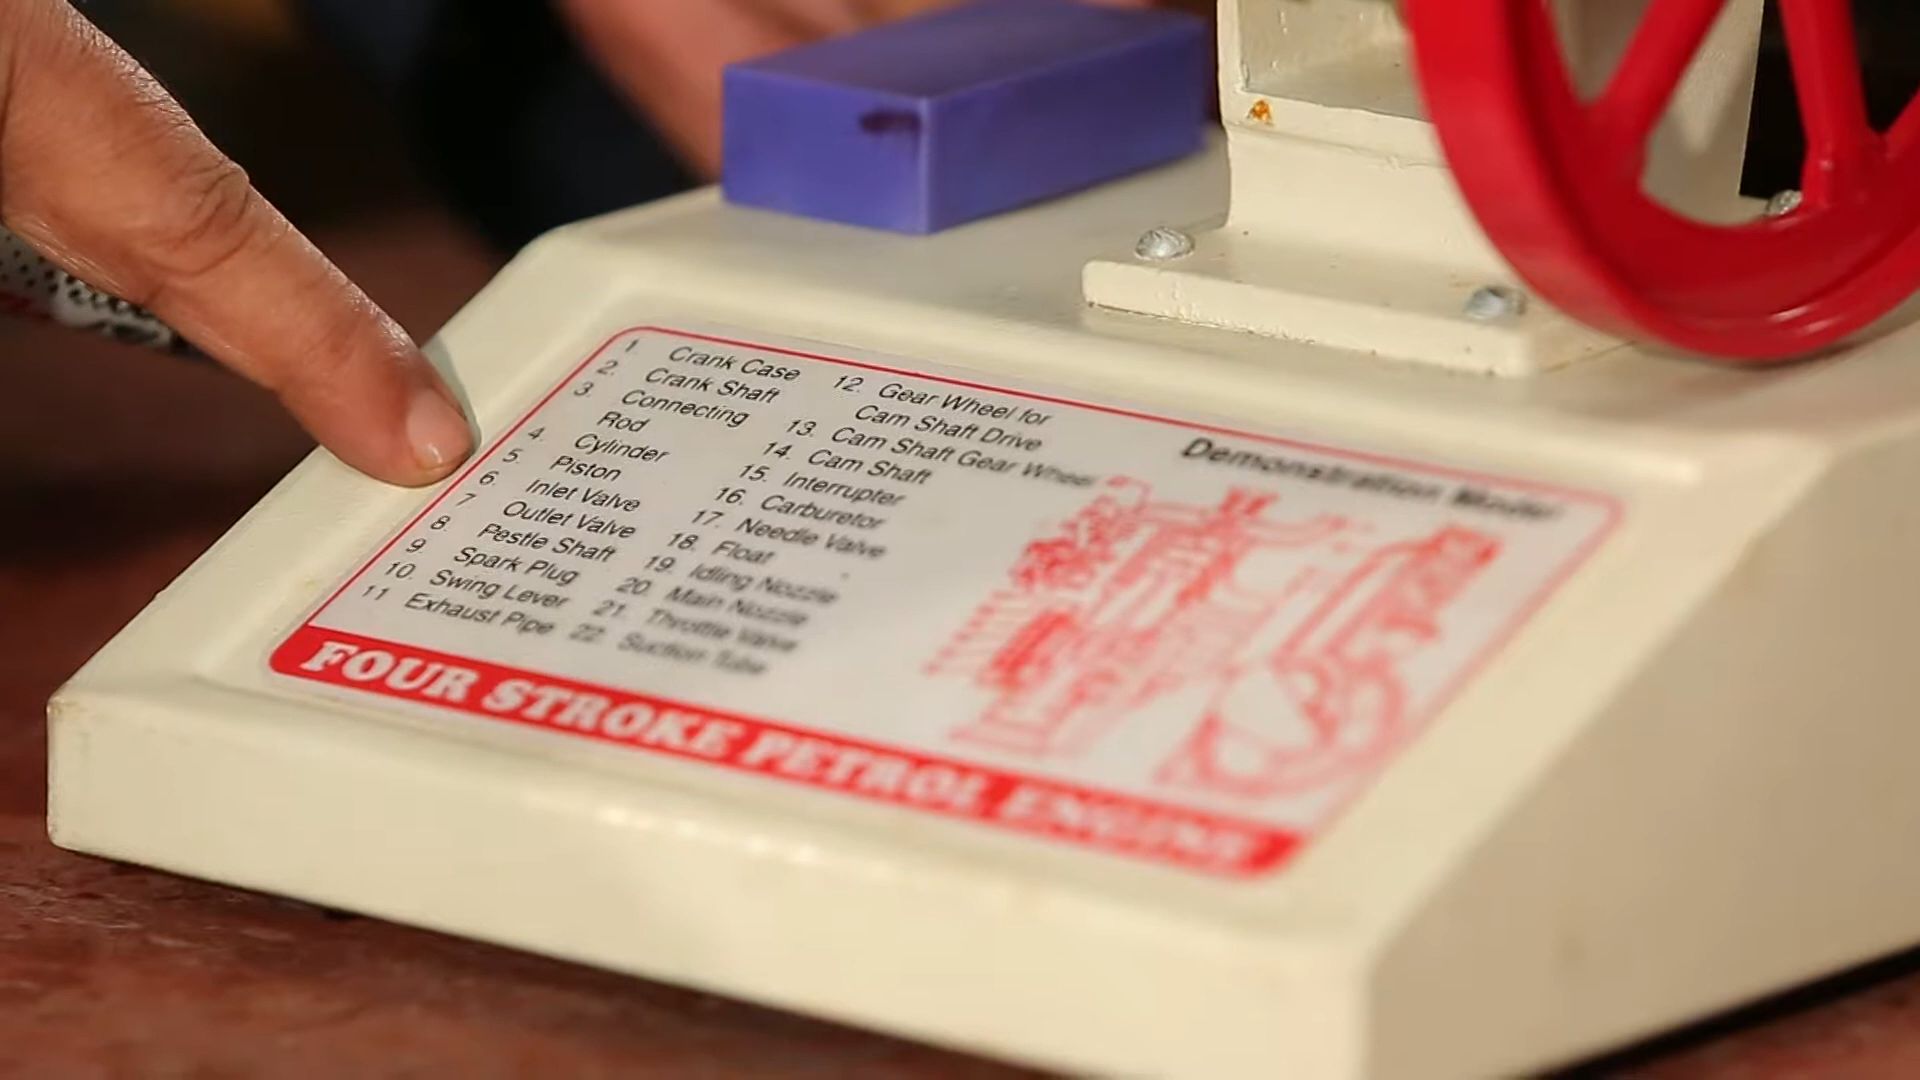 1. Crank Case
2. Crank Shaft
3. Connecting
Rod
4. Cylinder
5. Piston
6. Inlet Valve
7 Outlet Valve
8. Pestle Shaft
9. Spark Plug
10. Swing Lever
11 Exhaust Pipe
12. Gear Wheel for
Cam Shaft Drive
13. Cam Shaft Gear Wheel
14. Cam Shaft
15. Interrupter
16. Carburetor
17. Needle Valve
18. Float
19. Idling Nozzle
20. Main Nozzle
21. Throttle Valve
22 Suction Tube
Demonstration Model
FOUR STROKE PETROL ENGINE